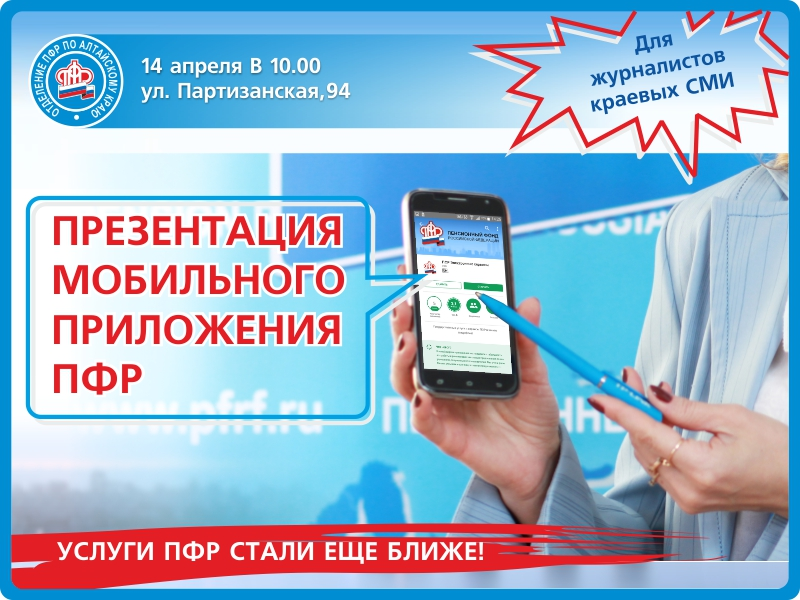 ОТДЕЛЕНИЕ ПФР ПО АЛТАЙСКОМУ КРАЮ
14 апреля В 10.00
ул. Партизанская,94
Для
журналистов
краевых СМИ
ПРЕЗЕНТАЦИЯ
МОБИЛЬНОГО
ПРИЛОЖЕНИЯ
ПФР
ПЕНСИОННЫЙ ФОНД
РОССИЙСКОЙ ФЕДЕРАЦИИ
www.pfrf.ru
УСЛУГИ ПФР СТАЛИ ЕЩЕ БЛИЖЕ!